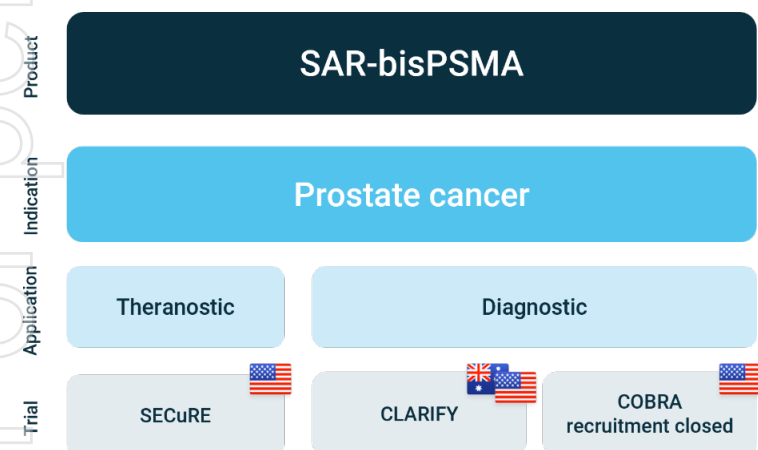 Product
SAR-bisPSMA
Indication
Prostate cancer
Application
Theranostic
Diagnostic
Trial
SECuRE
CLARIFY
COBRA
recruitment closed